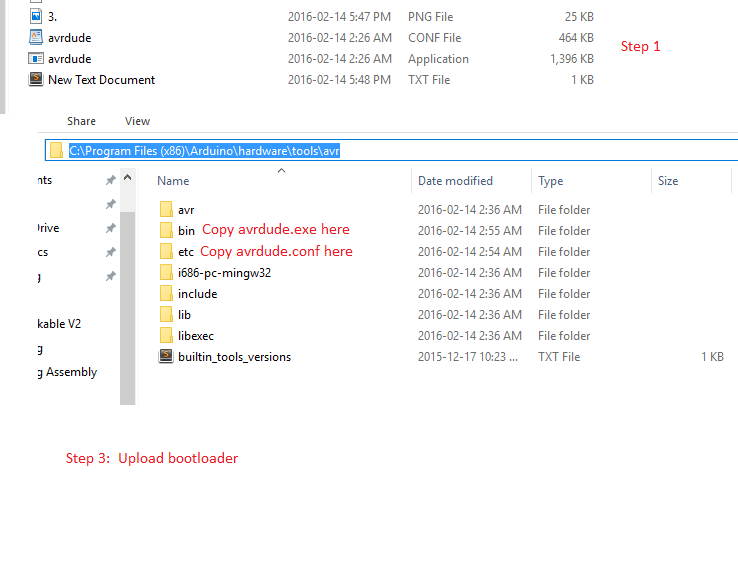 3. 2016-02-14 5:47 PM PNG File 25 KB
avrdude 2016-02-14 2:26 AM CONF File 464 KB
Step 1
avrdude 2016-02-14 2:26 AM Application 1,396 KB
New Text Document 2016-02-14 5:48 PM TXT File 1 KB
Share View
C:\Program Files (x86)\Arduino\hardware\tools\avr
nts Name Date modified Type Size
avr 2016-02-14 2:36 AM File folder
Drive bin Copy avrdude.exe here 2016-02-14 2:55 AM File folder
cs etc Copy avrdude.conf here 2016-02-14 2:54 AM File folder
g i686-pc-mingw32 2016-02-14 2:36 AM File folder
include 2016-02-14 2:36 AM File folder
kable V2 lib 2016-02-14 2:36 AM File folder
libexec 2016-02-14 2:36 AM File folder
g builtin_tools_versions 2015-12-17 10:23 ... TXT File 1 KB
g Assembly
Step 3: Upload bootloader